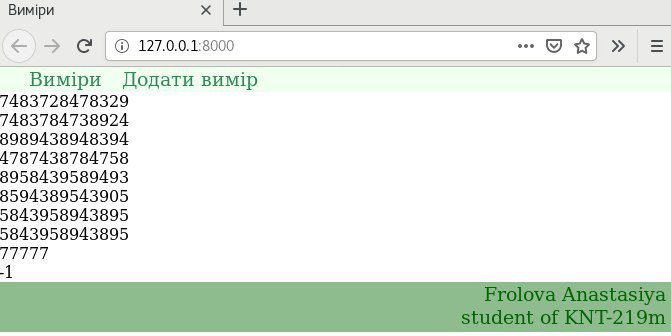 Виміри
127.0.0.1:8000
Виміри Додати вимір
7483728478329
7483784738924
8989438948394
4787438784758
8958439589493
8594389543905
5843958943895
5843958943895
77777
-1
Frolova Anastasiya
student of KNT-219m